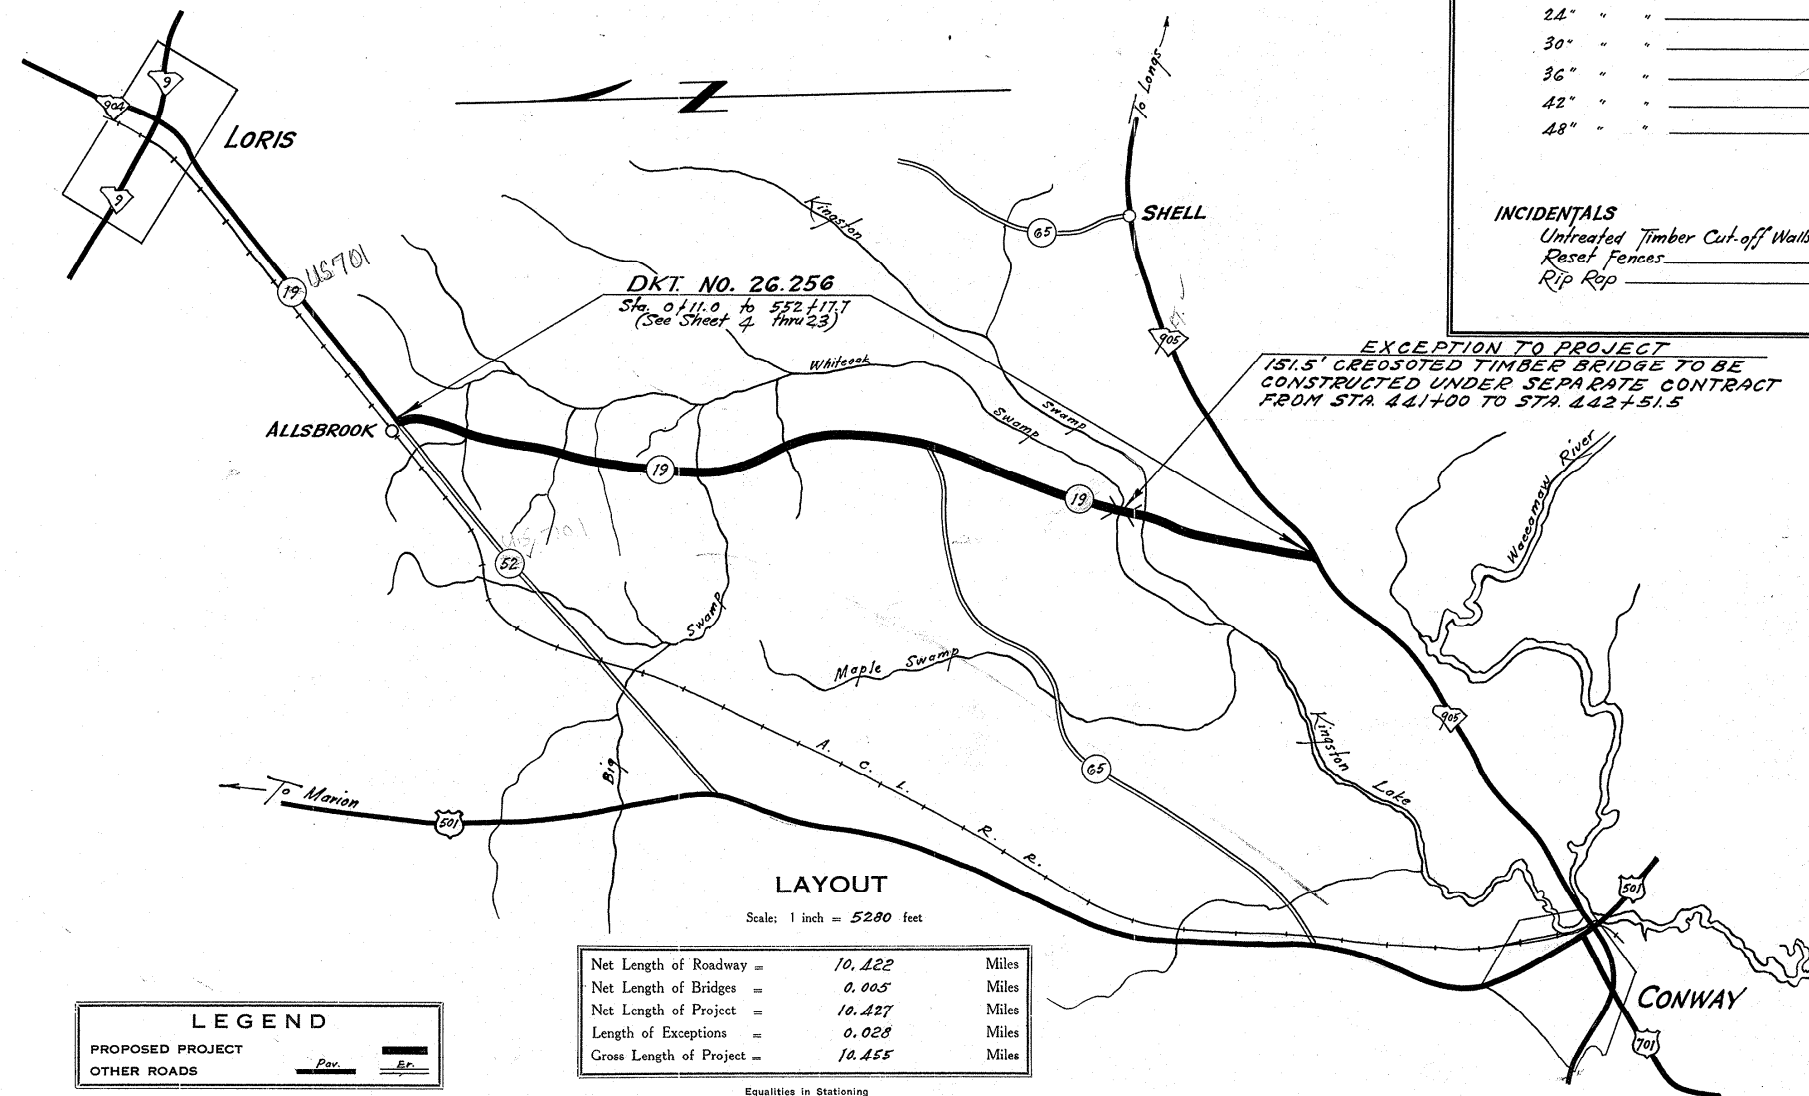 24" " "
30" " "
36" " "
42" " "
48" " "
INCIDENTALS
Untreated Timber Cut-off Walls
Reset Fences
Rip Rap
9
904
LORIS
9
To Longs
SHELL
65
Kingston
19
US701
DKT. NO. 26.256
Sta. 0+11.0 to 552+17.7
(See Sheet 4 thru 23)
905
EXCEPTION TO PROJECT
151.5' CREOSOTED TIMBER BRIDGE TO BE
CONSTRUCTED UNDER SEPARATE CONTRACT
FROM STA. 441+00 TO STA. 442+51.5
Whiteoak
Swamp
Swamp
ALLSBROOK
19
19
Waccamaw River
US 701
52
Swamp
Maple Swamp
905
Kingston
Lake
65
Big
A. C. L. R. R.
To Marion
501
501
LAYOUT
Scale; 1 inch = 5280 feet
Net Length of Roadway = 10.422 Miles
Net Length of Bridges = 0.005 Miles
Net Length of Project = 10.427 Miles
Length of Exceptions = 0.028 Miles
Gross Length of Project = 10.455 Miles
Equalities in Stationing
CONWAY
701
LEGEND
PROPOSED PROJECT
OTHER ROADS Pav. Er.